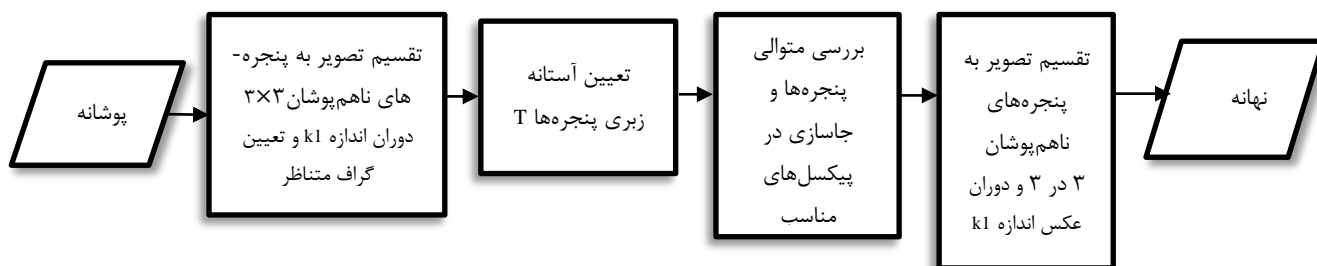 پوشانه
تقسیم تصویر به پنجره-
های ناهم‌پوشان ۳×۳
دوران اندازه k1 و تعیین
گراف متناظر
تعیین آستانه
زبری پنجره‌ها T
بررسی متوالی
پنجره‌ها و
جاسازی در
پیکسل‌های
مناسب
تقسیم تصویر به
پنجره‌های
ناهم‌پوشان
۳ در ۳ و دوران
عکس اندازه k1
نهانه